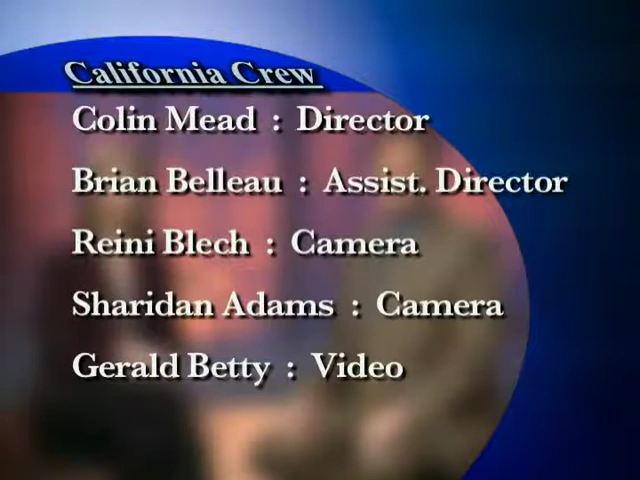 California Crew
Colin Mead : Director
Brian Belleau : Assist. Director
Reini Blech : Camera
Sharidan Adams : Camera
Gerald Betty : Video